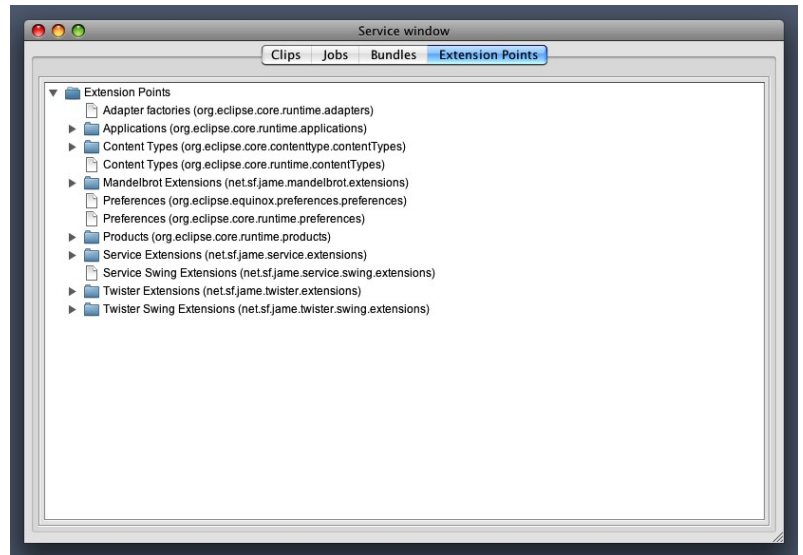 Service window
Clips Jobs Bundles Extension Points
Extension Points
Adapter factories (org.eclipse.core.runtime.adapters)
Applications (org.eclipse.core.runtime.applications)
Content Types (org.eclipse.core.contenttype.contentTypes)
Content Types (org.eclipse.core.runtime.contentTypes)
Mandelbrot Extensions (net.sf.jame.mandelbrot.extensions)
Preferences (org.eclipse.equinox.preferences.preferences)
Preferences (org.eclipse.core.runtime.preferences)
Products (org.eclipse.core.runtime.products)
Service Extensions (net.sf.jame.service.extensions)
Service Swing Extensions (net.sf.jame.service.swing.extensions)
Twister Extensions (net.sf.jame.twister.extensions)
Twister Swing Extensions (net.sf.jame.twister.swing.extensions)